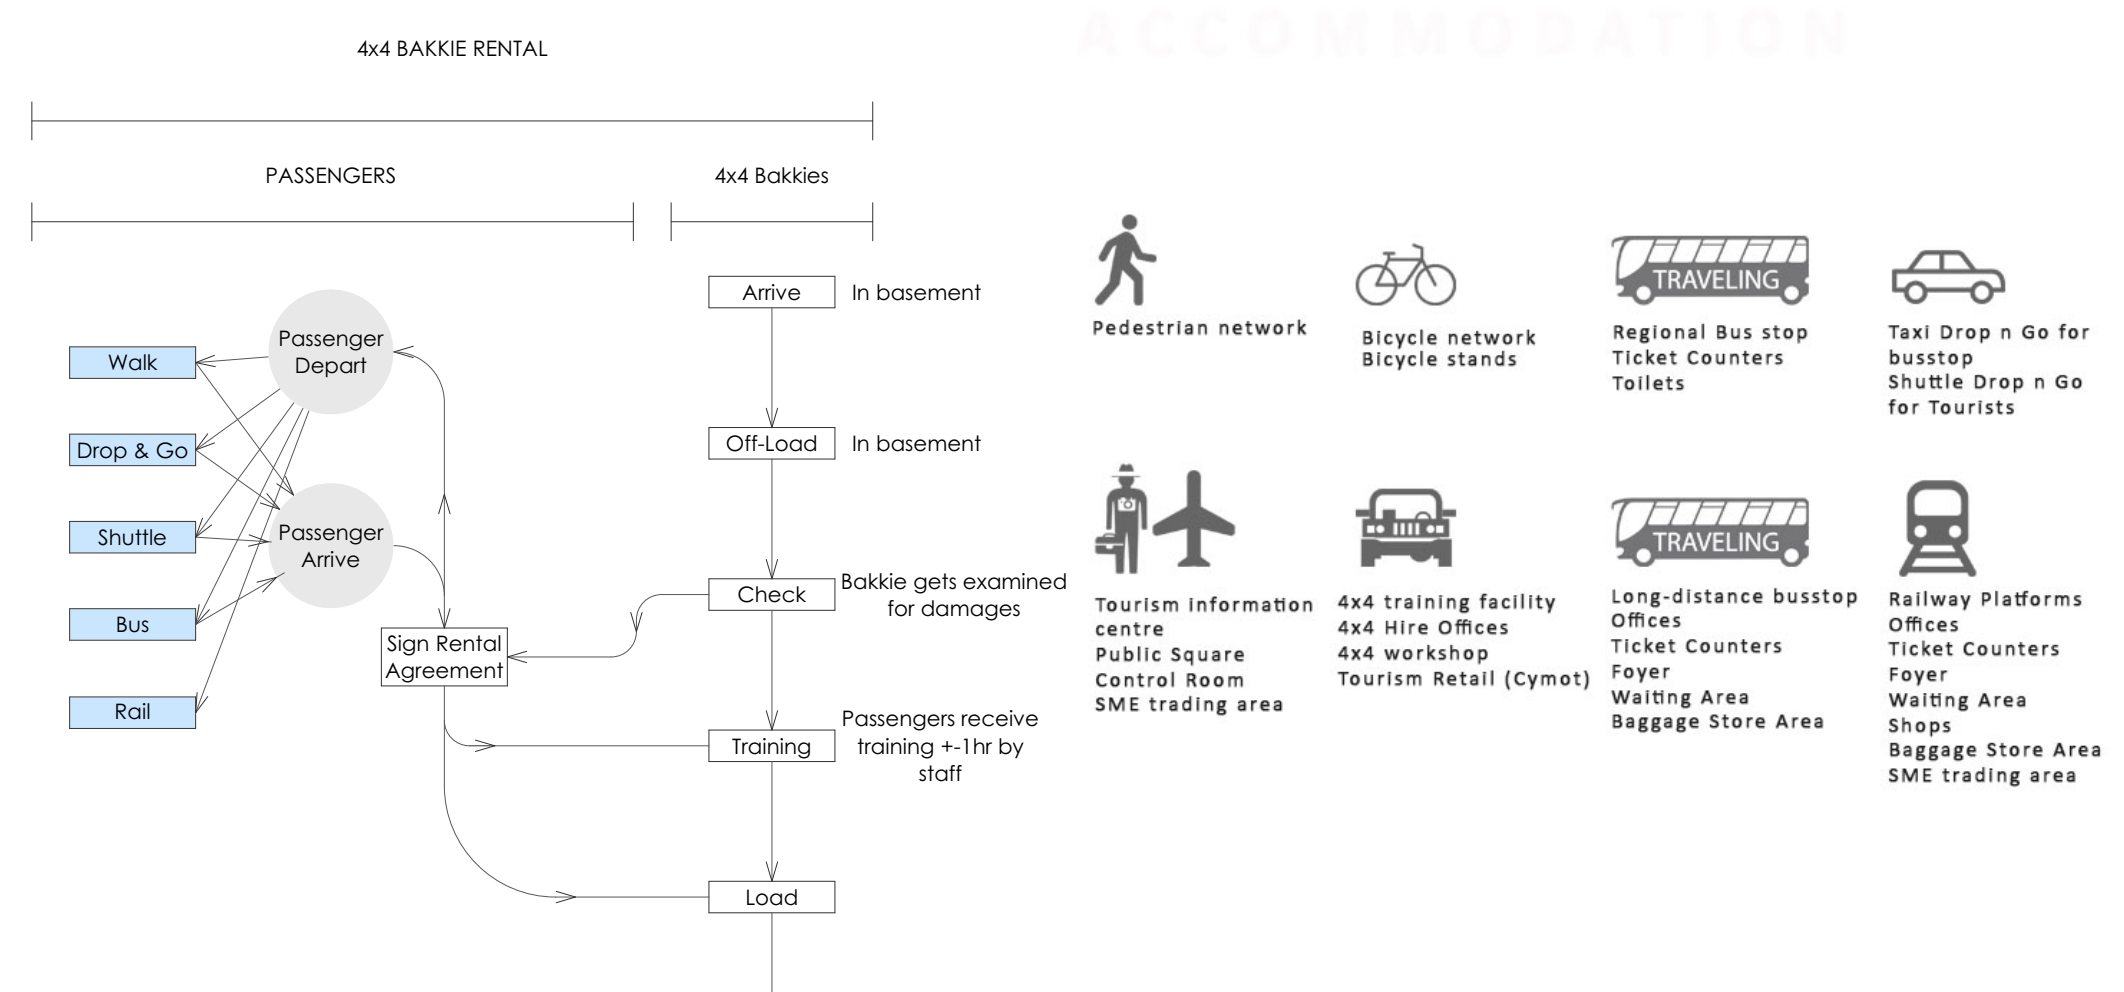 ACCOMMODATION
4x4 BAKKIE RENTAL
PASSENGERS
4x4 Bakkies
Passenger
Depart
Walk
Drop & Go
Shuttle
Passenger
Arrive
Bus
Rail
Sign Rental
Agreement
Arrive
In basement
Off-Load
In basement
Check
Bakkie gets examined
for damages
Training
Passengers receive
training +-1hr by
staff
Load
Pedestrian network
Bicycle network
Bicycle stands
TRAVELING
Regional Bus stop
Ticket Counters
Toilets
Taxi Drop n Go for
busstop
Shuttle Drop n Go
for Tourists
Tourism information
centre
Public Square
Control Room
SME trading area
4x4 training facility
4x4 Hire Offices
4x4 workshop
Tourism Retail (Cymot)
TRAVELING
Long-distance busstop
Offices
Ticket Counters
Foyer
Waiting Area
Baggage Store Area
Railway Platforms
Offices
Ticket Counters
Foyer
Waiting Area
Shops
Baggage Store Area
SME trading area